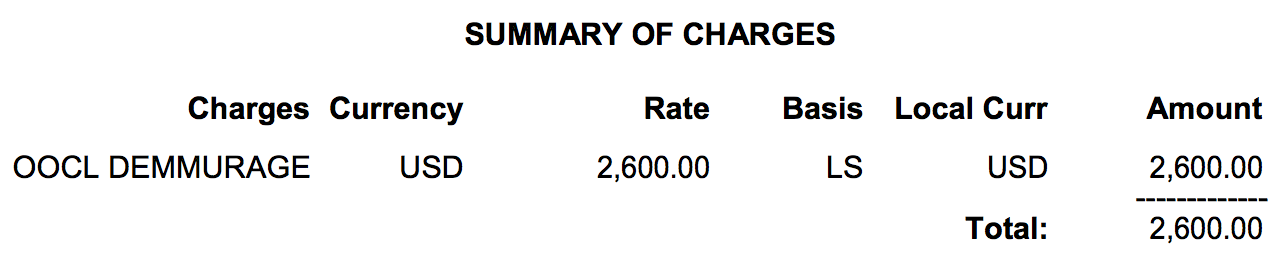 SUMMARY OF CHARGES
Charges Currency Rate Basis Local Curr Amount
OOCL DEMMURAGE USD 2,600.00 LS USD 2,600.00
-------------
Total: 2,600.00